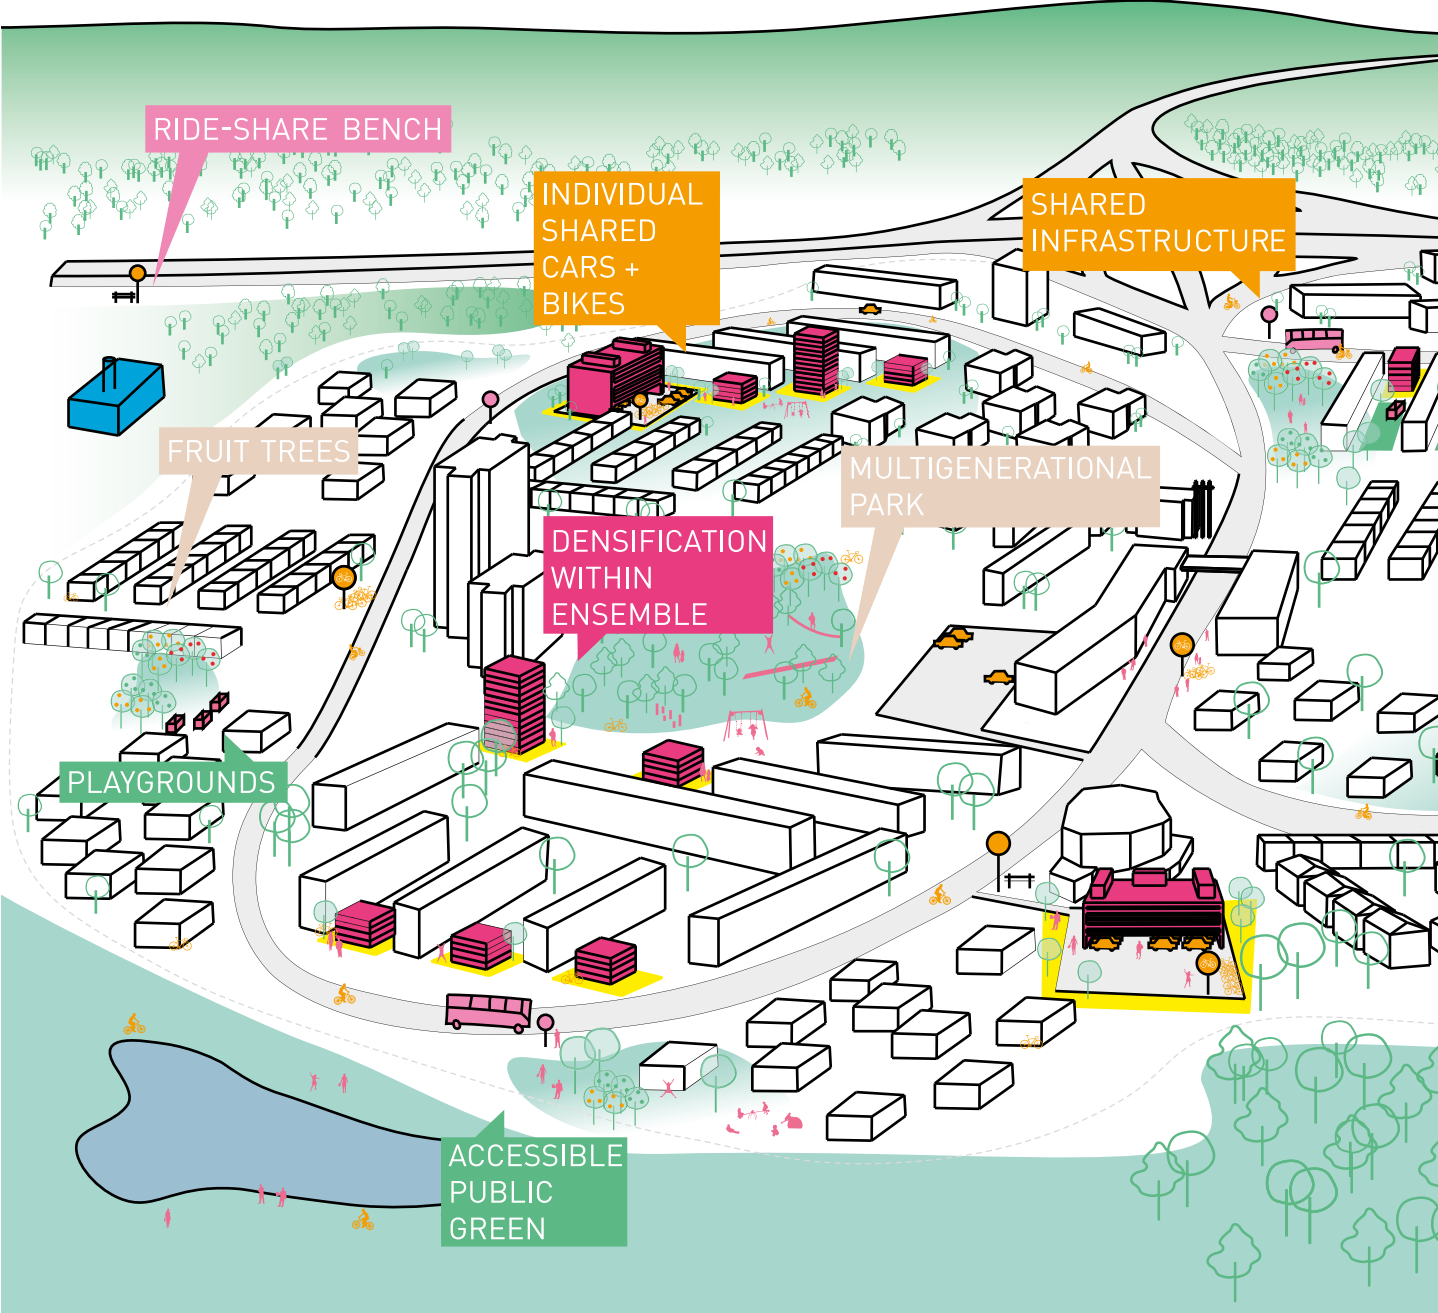 RIDE-SHARE BENCH
INDIVIDUAL
SHARED
CARS +
BIKES
SHARED
INFRASTRUCTURE
FRUIT TREES
MULTIGENERATIONAL
PARK
DENSIFICATION
WITHIN
ENSEMBLE
PLAYGROUNDS
ACCESSIBLE
PUBLIC
GREEN